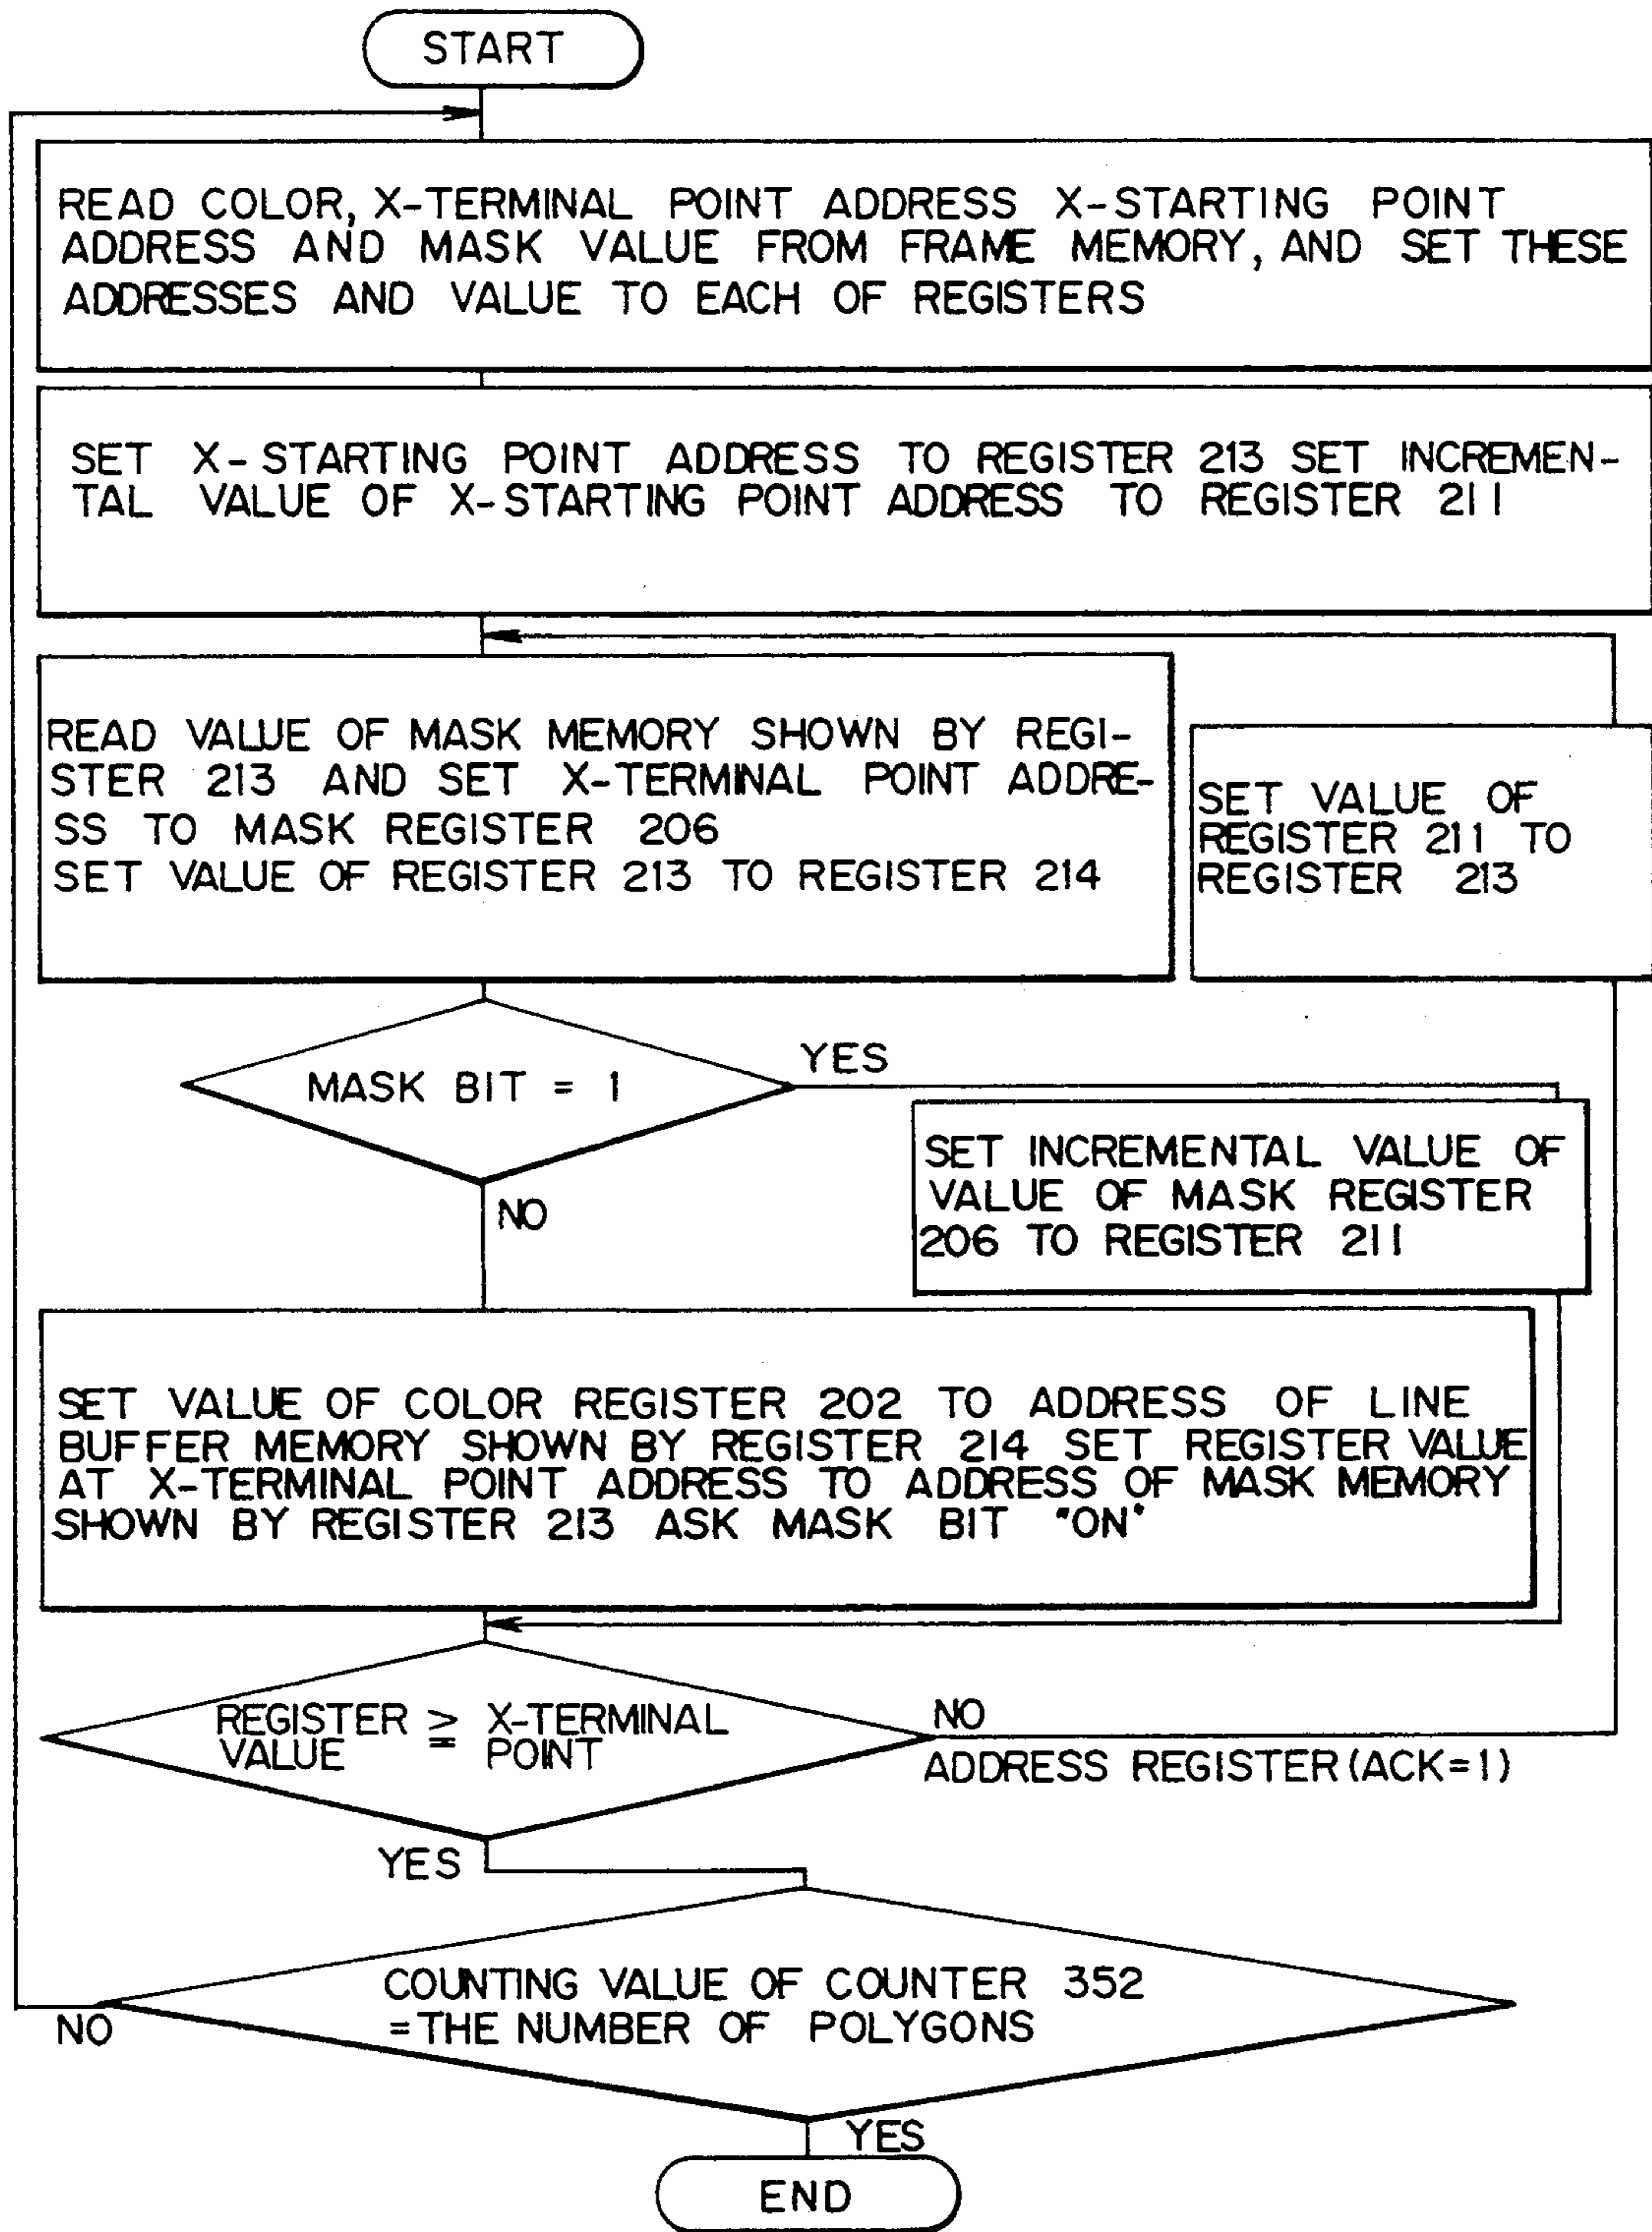 START
READ COLOR, X-TERMINAL POINT ADDRESS X-STARTING POINT
ADDRESS AND MASK VALUE FROM FRAME MEMORY, AND SET THESE
ADDRESSES AND VALUE TO EACH OF REGISTERS
SET X-STARTING POINT ADDRESS TO REGISTER 213 SET INCREMEN-
TAL VALUE OF X-STARTING POINT ADDRESS TO REGISTER 211
READ VALUE OF MASK MEMORY SHOWN BY REGI-
STER 213 AND SET X-TERMINAL POINT ADDRE-
SS TO MASK REGISTER 206
SET VALUE OF REGISTER 213 TO REGISTER 214
SET VALUE OF
REGISTER 211 TO
REGISTER 213
MASK BIT = 1
YES
NO
SET INCREMENTAL VALUE OF
VALUE OF MASK REGISTER
206 TO REGISTER 211
SET VALUE OF COLOR REGISTER 202 TO ADDRESS OF LINE
BUFFER MEMORY SHOWN BY REGISTER 214 SET REGISTER VALUE
AT X-TERMINAL POINT ADDRESS TO ADDRESS OF MASK MEMORY
SHOWN BY REGISTER 213 ASK MASK BIT "ON"
REGISTER ≧ X-TERMINAL
VALUE POINT
NO
ADDRESS REGISTER (ACK=1)
YES
COUNTING VALUE OF COUNTER 352
=THE NUMBER OF POLYGONS
NO
YES
END